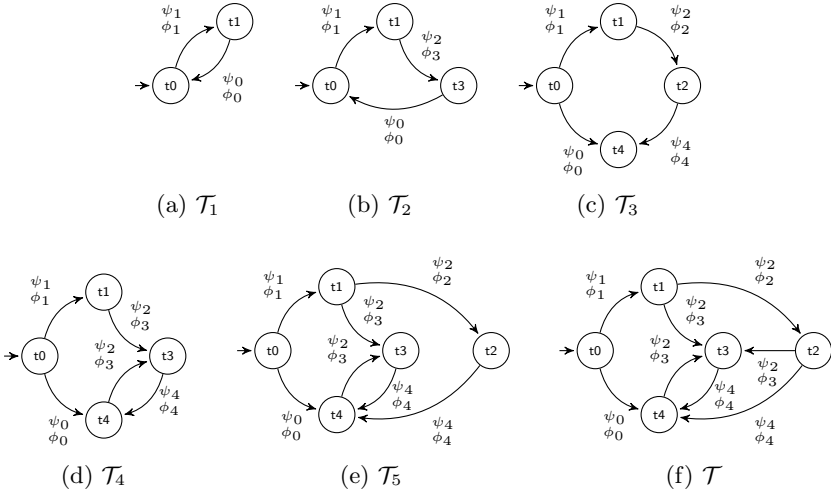 ψ1
ϕ1
t1
t0
ψ0
ϕ0
(a) 𝒯1
ψ1
ϕ1
t1
ψ2
ϕ3
t0
t3
ψ0
ϕ0
(b) 𝒯2
ψ1
ϕ1
t1
ψ2
ϕ2
t0
t2
ψ0
ϕ0
t4
ψ4
ϕ4
(c) 𝒯3
ψ1
ϕ1
t1
ψ2
ϕ3
ψ2
ϕ3
t0
t3
ψ4
ϕ4
ψ0
ϕ0
t4
(d) 𝒯4
ψ1
ϕ1
t1
ψ2
ϕ2
ψ2
ϕ3
ψ2
ϕ3
t0
t3
t2
ψ4
ϕ4
ψ0
ϕ0
t4
ψ4
ϕ4
(e) 𝒯5
ψ1
ϕ1
t1
ψ2
ϕ2
ψ2
ϕ3
ψ2
ϕ3
t0
t3
t2
ψ2
ϕ3
ψ4
ϕ4
ψ0
ϕ0
t4
ψ4
ϕ4
(f) 𝒯